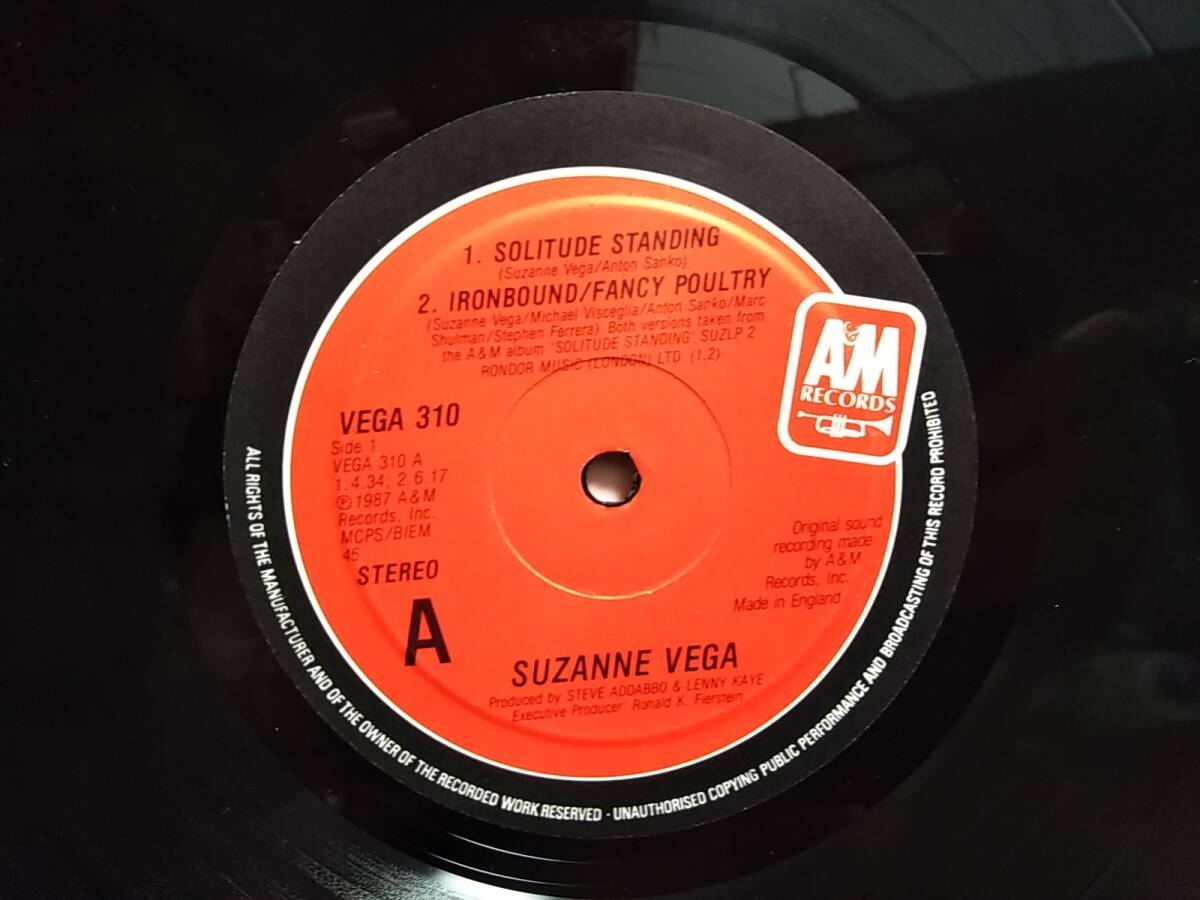 1. SOLITUDE STANDING
(Suzanne Vega/Anton Sanko)
2. IRONBOUND/FANCY POULTRY
(Suzanne Vega/Michael Visceglia/Anton Sanko/Marc
Shulman/Stephen Ferrera) Both versions taken from
the A&M album 'SOLITUDE STANDING' SUZLP 2
RONDOR MUSIC (LONDON) LTD. (1,2)
A&M
RECORDS
VEGA 310
Side 1
VEGA 310 A
1.4.34, 2.6.17
Ⓟ1987 A&M
Records, Inc.
MCPS/BIEM
45
STEREO
A
Original sound
recording made
by A&M
Records, Inc.
Made in England
SUZANNE VEGA
Produced by STEVE ADDABBO & LENNY KAYE
Executive Producer: Ronald K. Fierstein
ALL RIGHTS OF THE MANUFACTURER AND OF THE OWNER OF THE RECORDED WORK RESERVED - UNAUTHORISED COPYING PUBLIC PERFORMANCE AND BROADCASTING OF THIS RECORD PROHIBITED